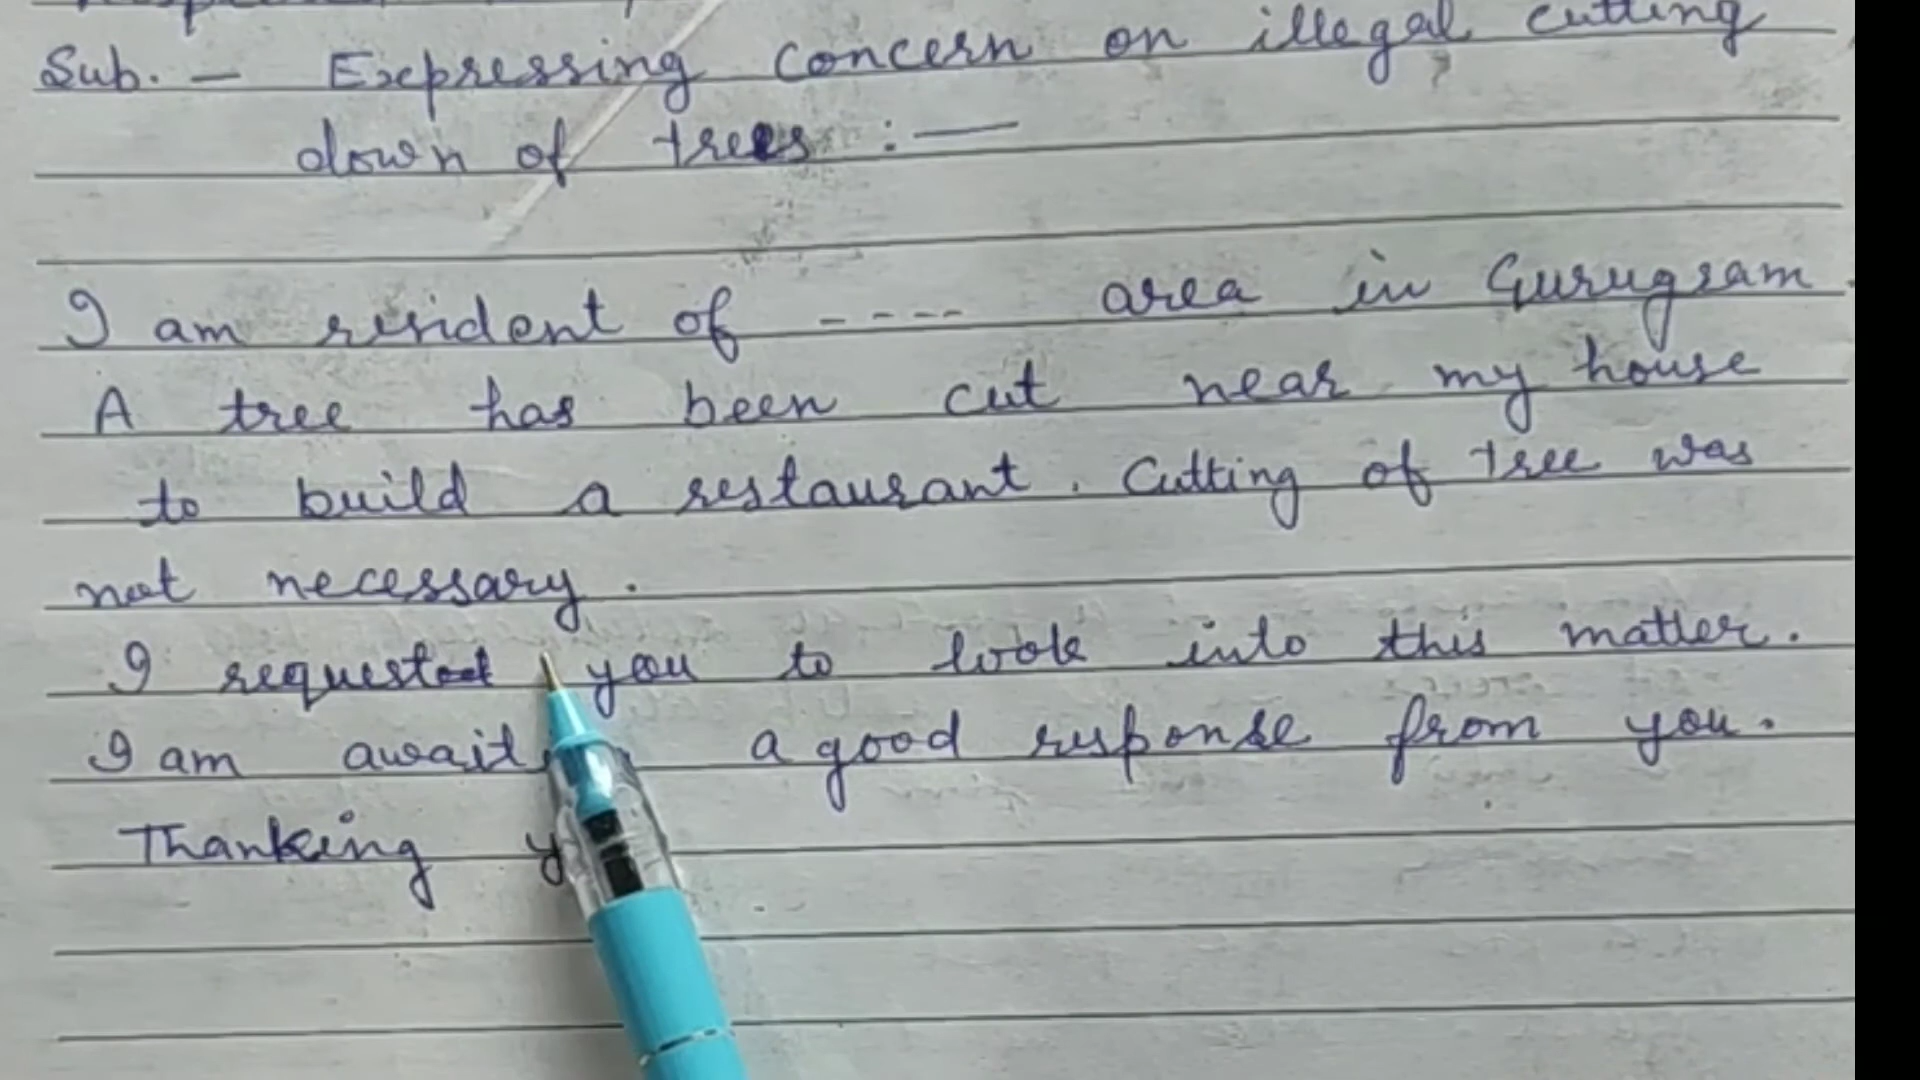 Sub. - Expressing concern on illegal cutting
down of trees :-
I am resident of ---- area in Gurugram.
A tree has been cut near my house
to build a restaurant. Cutting of tree was
not necessary.
I request you to look into this matter.
I am await a good response from you.
Thanking